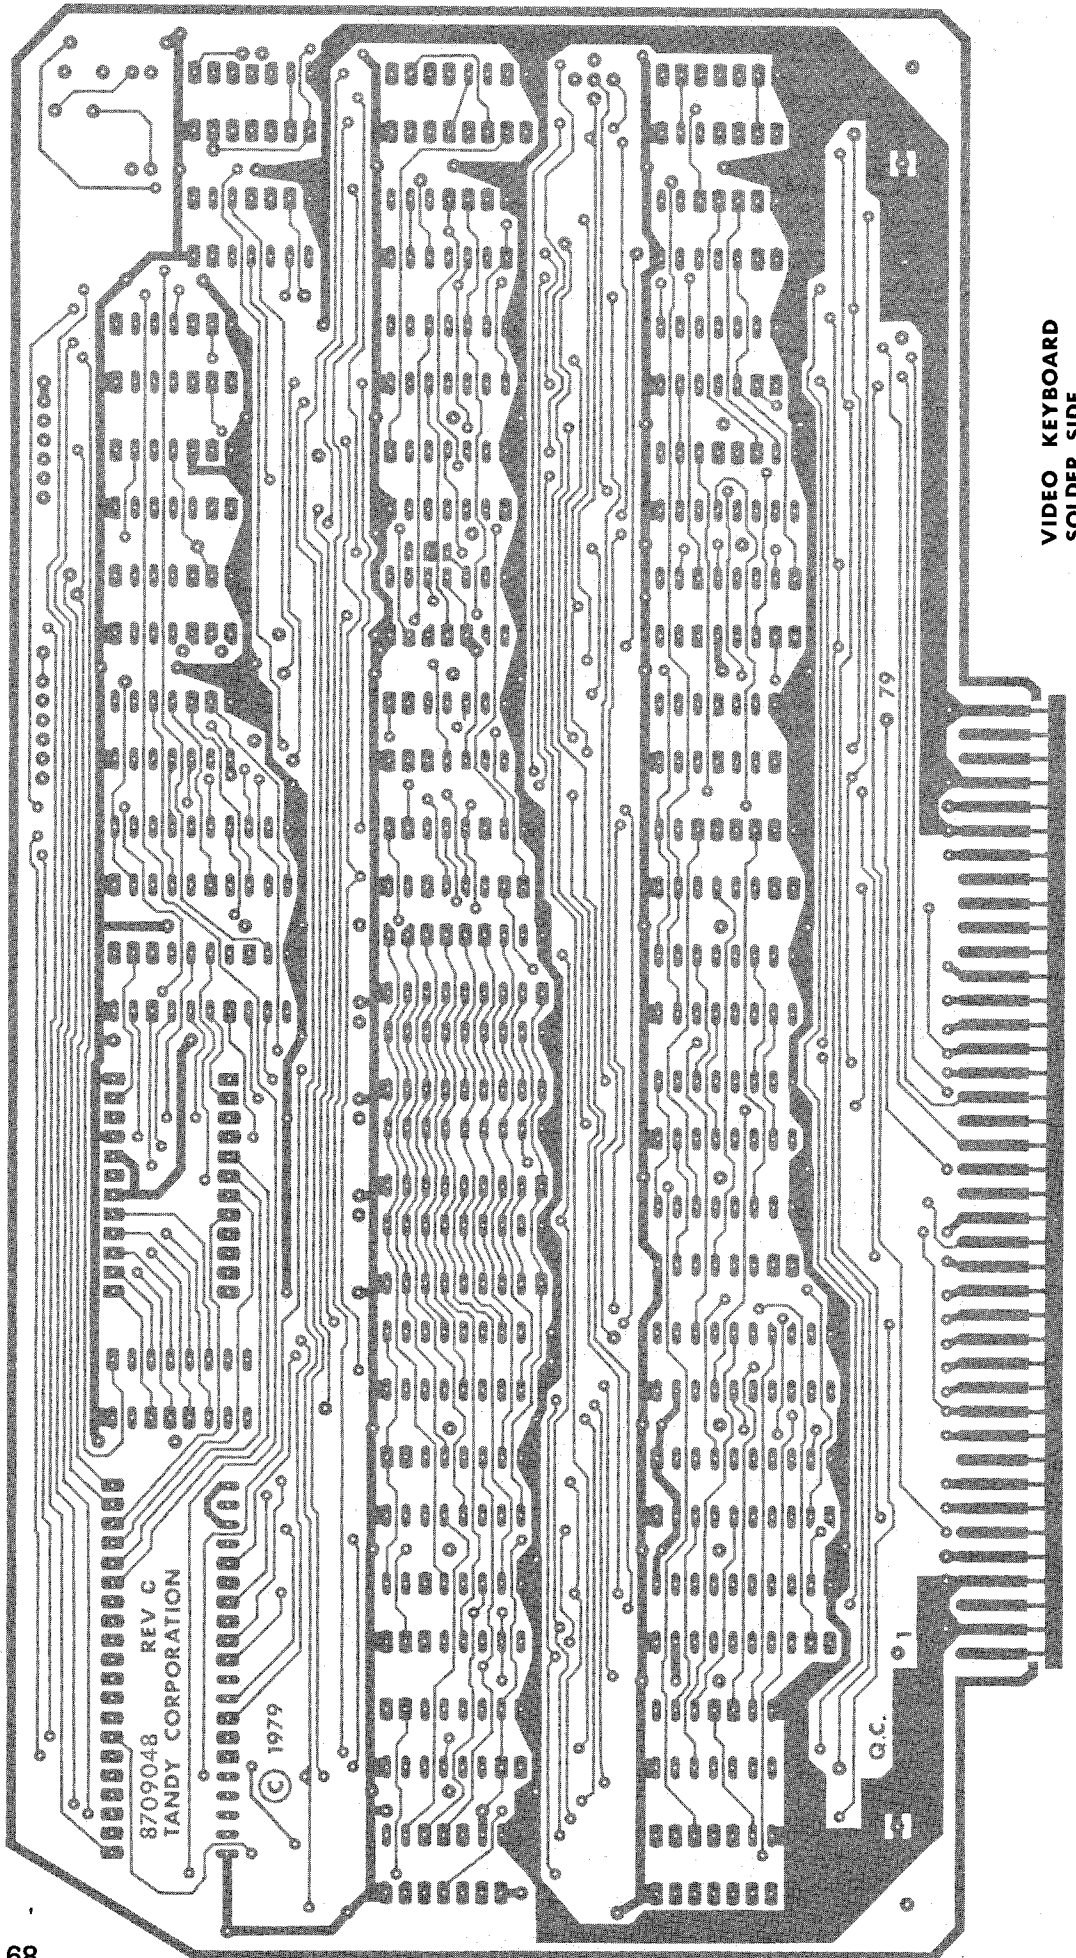 VIDEO KEYBOARD
SOLDER SIDE
8709048 REV C
TANDY CORPORATION
© 1979
79
1
Q.C.
68